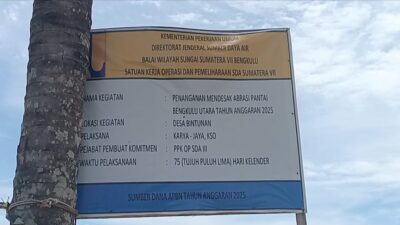 KEMENTERIAN PEKERJAAN UMUM
DIREKTORAT JENDERAL SUMBER DAYA AIR
BALAI WILAYAH SUNGAI SUMATERA VII BENGKULU
SATUAN KERJA OPERASI DAN PEMELIHARAAN SDA SUMATERA VII
NAMA KEGIATAN : PENANGANAN MENDESAK ABRASI PANTAI
BENGKULU UTARA TAHUN ANGGARAN 2025
LOKASI KEGIATAN : DESA BINTUNAN
PELAKSANA : KARYA - JAYA, KSO
PEJABAT PEMBUAT KOMITMEN : PPK OP SDA III
WAKTU PELAKSANAAN : 75 (TUJUH PULUH LIMA) HARI KELENDER
SUMBER DANA APBN TAHUN ANGGARAN 2025